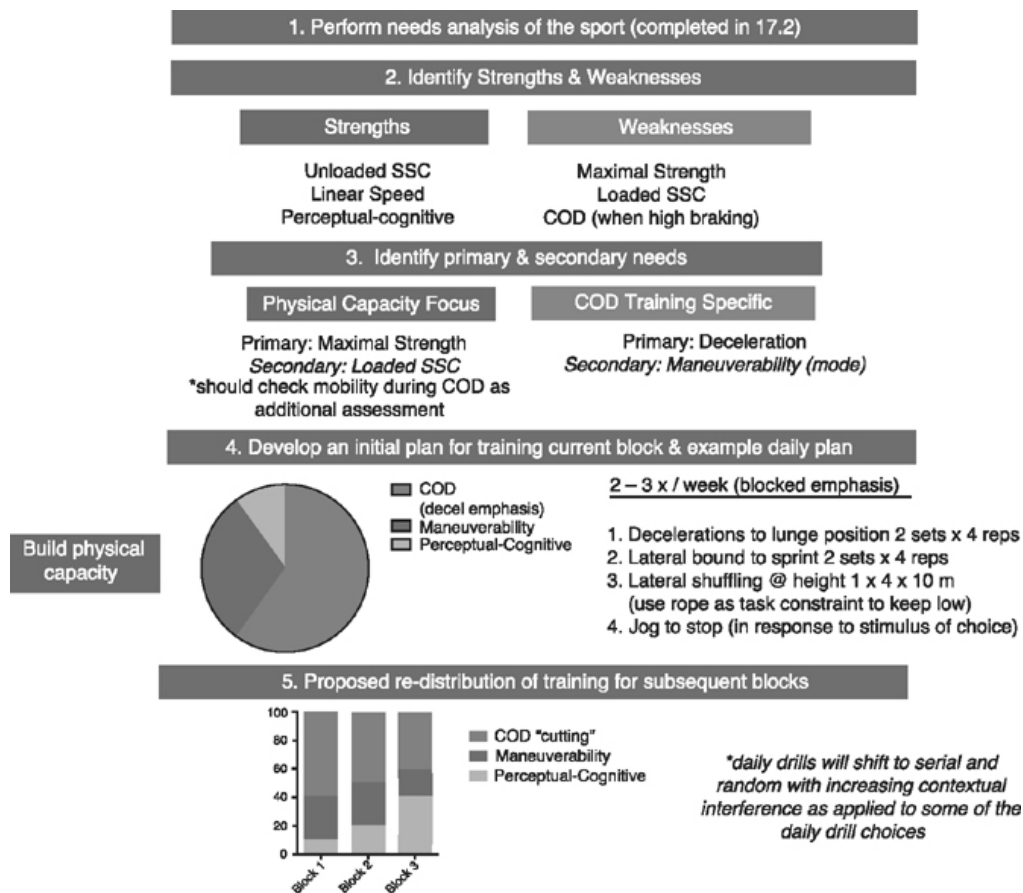 1. Perform needs analysis of the sport (completed in 17.2)
2. Identify Strengths & Weaknesses
Strengths
Weaknesses
Unloaded SSC
Linear Speed
Perceptual-cognitive
Maximal Strength
Loaded SSC
COD (when high braking)
3. Identify primary & secondary needs
Physical Capacity Focus
COD Training Specific
Primary: Maximal Strength
Secondary: Loaded SSC
*should check mobility during COD as
additional assessment
Primary: Deceleration
Secondary: Maneuverability (mode)
4. Develop an initial plan for training current block & example daily plan
Build physical
capacity
COD
(decel emphasis)
Maneuverability
Perceptual-Cognitive
2 – 3 x / week (blocked emphasis)
1. Decelerations to lunge position 2 sets x 4 reps
2. Lateral bound to sprint 2 sets x 4 reps
3. Lateral shuffling @ height 1 x 4 x 10 m
(use rope as task constraint to keep low)
4. Jog to stop (in response to stimulus of choice)
5. Proposed re-distribution of training for subsequent blocks
100
80
60
40
20
0
Block 1
Block 2
Block 3
COD "cutting"
Maneuverability
Perceptual-Cognitive
*daily drills will shift to serial and
random with increasing contextual
interference as applied to some of the
daily drill choices